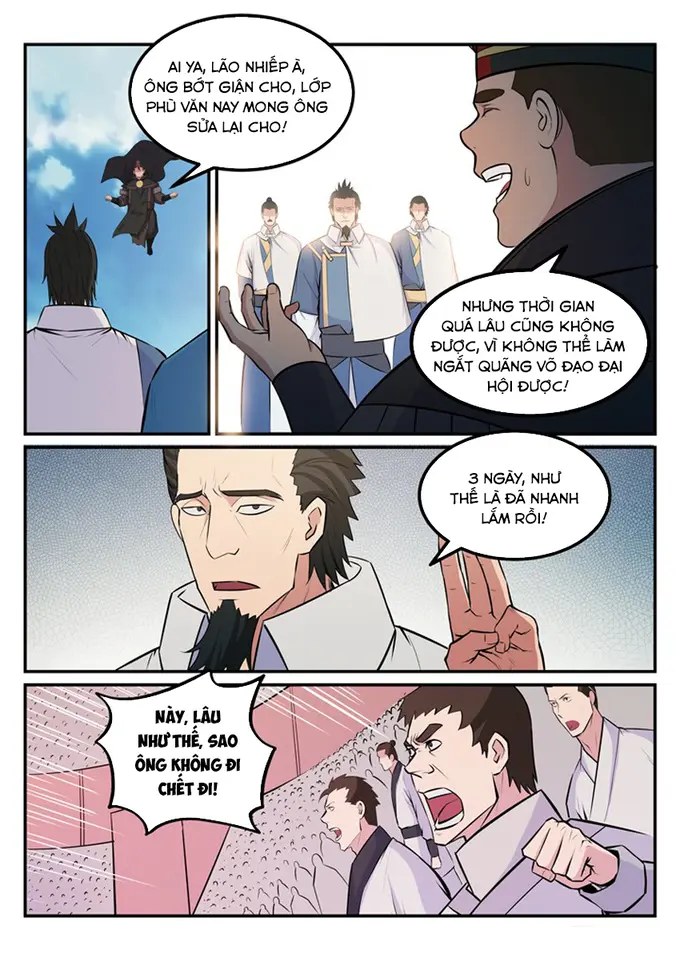 AI YA, LÃO NHIẾP À,
ÔNG BỚT GIẬN CHO, LỚP
PHÙ VĂN NAY MONG ÔNG
SỬA LẠI CHO!
NHƯNG THỜI GIAN
QUÁ LÂU CŨNG KHÔNG
ĐƯỢC, VÌ KHÔNG THỂ LÀM
NGẮT QUÃNG VÕ ĐẠO ĐẠI
HỘI ĐƯỢC!
3 NGÀY, NHƯ
THẾ LÀ ĐÃ NHANH
LẮM RỒI!
NÀY, LÂU
NHƯ THẾ, SAO
ÔNG KHÔNG ĐI
CHẾT ĐI!